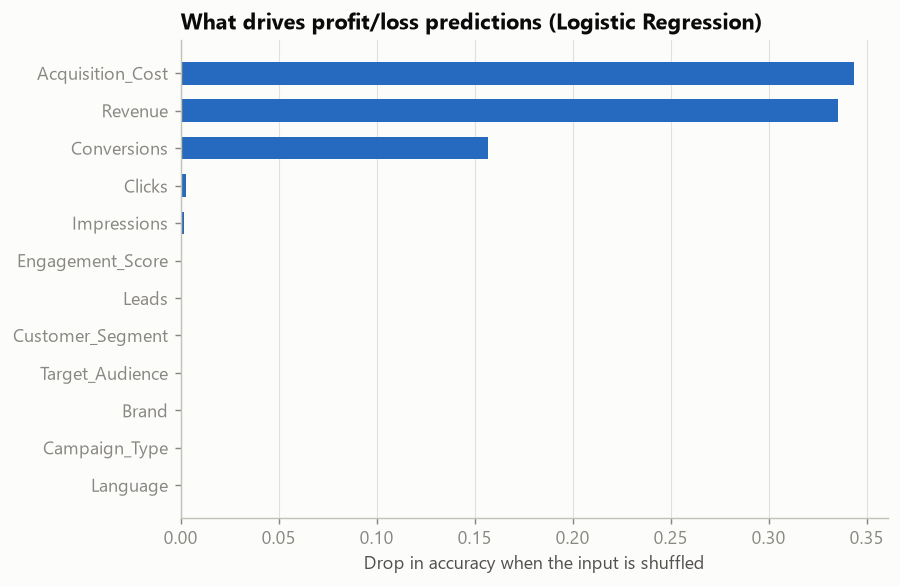 What drives profit/loss predictions (Logistic Regression)
Acquisition_Cost
Revenue
Conversions
Clicks
Impressions
Engagement_Score
Leads
Customer_Segment
Target_Audience
Brand
Campaign_Type
Language
0.00 0.05 0.10 0.15 0.20 0.25 0.30 0.35
Drop in accuracy when the input is shuffled